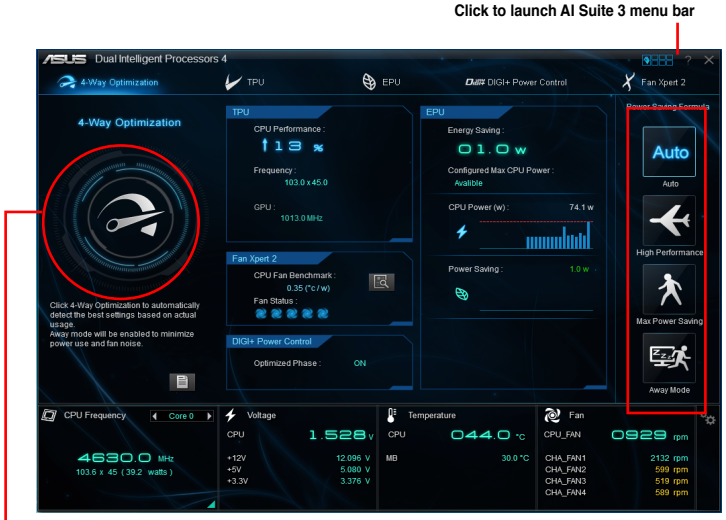 Click to launch AI Suite 3 menu bar
ASUS Dual Intelligent Processors 4
?
4-Way Optimization
TPU
EPU
DIGI+ Power Control
Fan Xpert 2
4-Way Optimization
Click 4-Way Optimization to automatically
detect the best settings based on actual
usage.
Away mode will be enabled to minimize
power use and fan noise.
TPU
CPU Performance :
13 %
Frequency :
103.0 x 45.0
GPU :
1013.0 MHz
Fan Xpert 2
CPU Fan Benchmark :
0.35 (°c / w)
Fan Status :
DIGI+ Power Control
Optimized Phase :
ON
EPU
Energy Saving :
01.0 w
Configured Max CPU Power :
Avalible
CPU Power (w) :
74.1 w
Power Saving :
1.0 w
Power Saving Formula
Auto
Auto
High Performance
Max Power Saving
Zzz
Away Mode
CPU Frequency
Core 0
4630.0 MHz
103.6 x 45 ( 39.2 watts )
Voltage
CPU 1.528 v
+12V 12.096 V
+5V 5.080 V
+3.3V 3.376 V
Temperature
CPU 044.0 °C
MB 30.0 °C
Fan
CPU_FAN 0929 rpm
CHA_FAN1 2132 rpm
CHA_FAN2 599 rpm
CHA_FAN3 519 rpm
CHA_FAN4 589 rpm